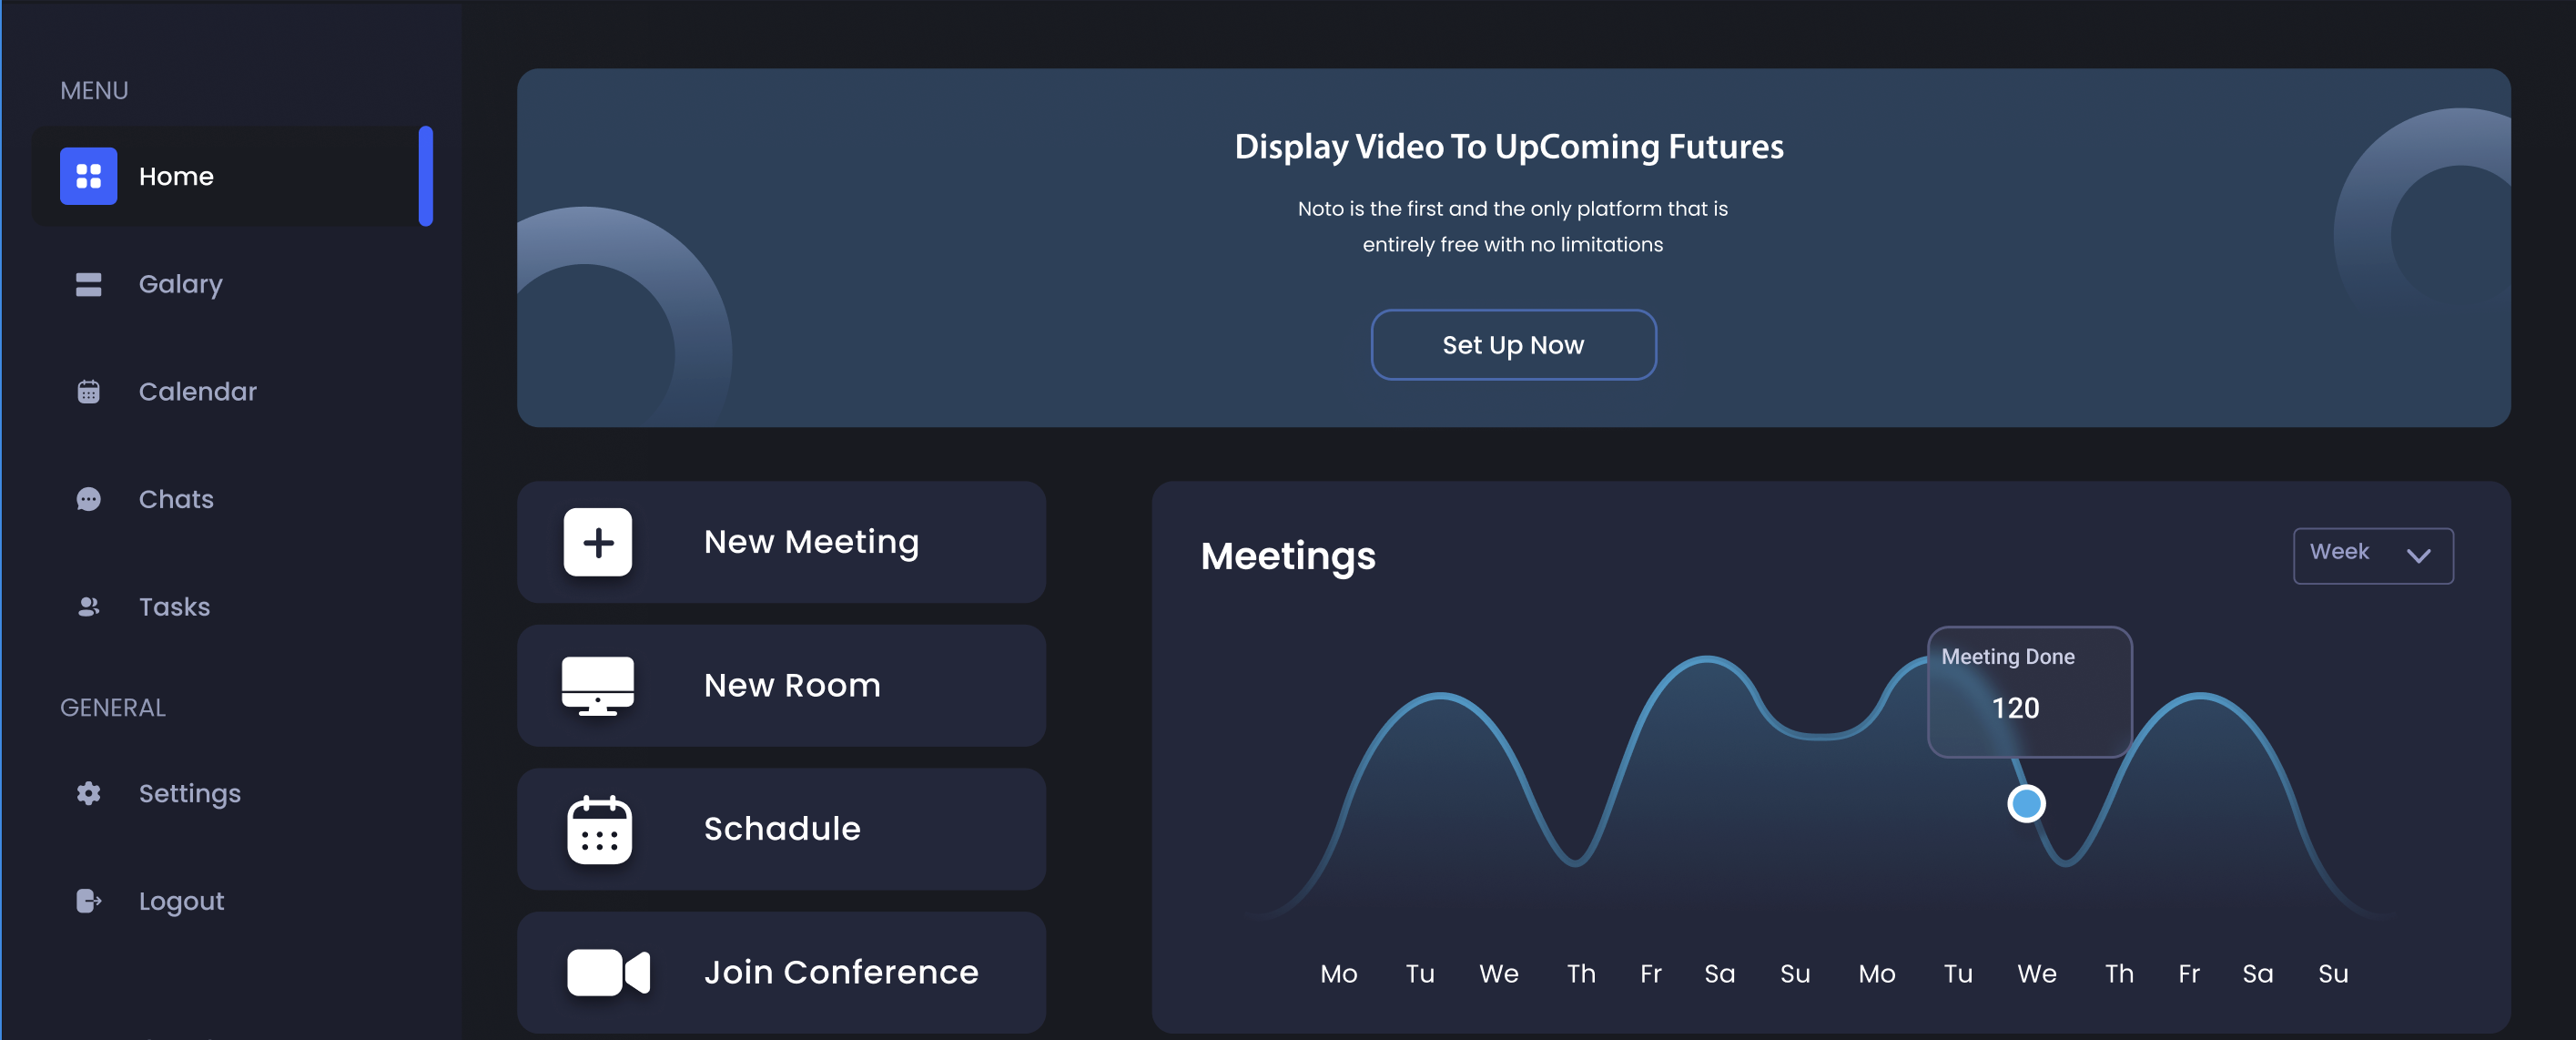 MENU
Home
Galary
Calendar
Chats
Tasks
GENERAL
Settings
Logout
Display Video To UpComing Futures
Noto is the first and the only platform that is
entirely free with no limitations
Set Up Now
New Meeting
New Room
Schadule
Join Conference
Meetings
Week
Meeting Done
120
Mo Tu We Th Fr Sa Su Mo Tu We Th Fr Sa Su